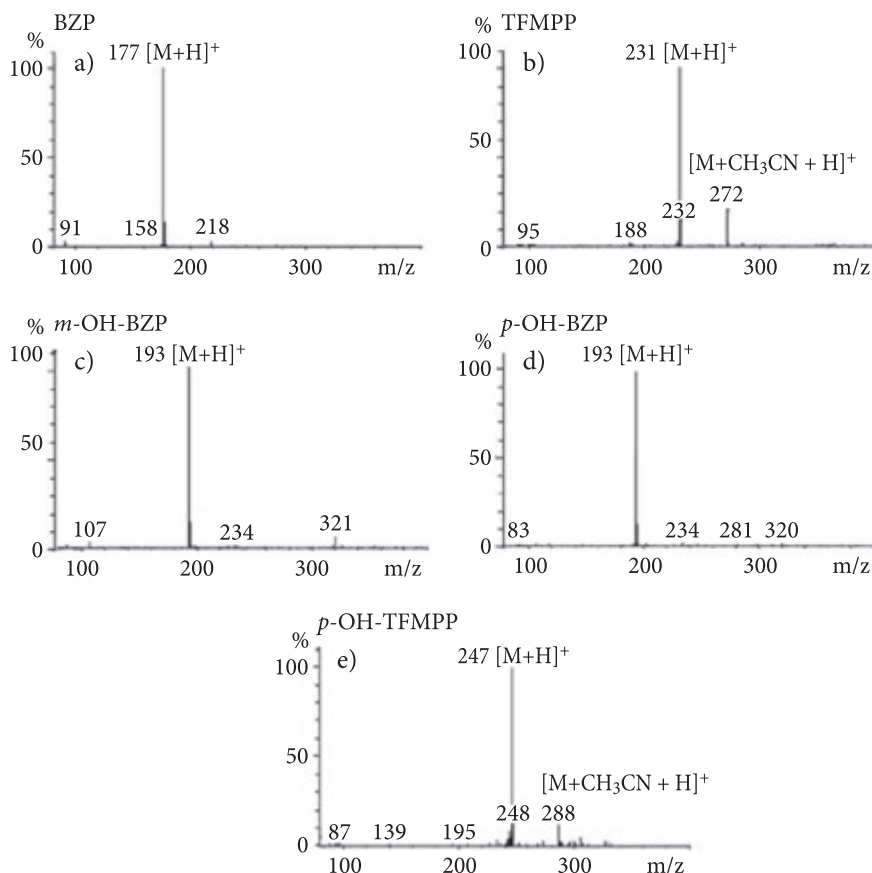 BZP
%
a)
177 [M+H]⁺
100
50
0
91
158
218
100 200 300 m/z
% TFMPP
b)
231 [M+H]⁺
100
50
0
[M+CH₃CN + H]⁺
272
232
188
95
100 200 300 m/z
% m-OH-BZP
c)
193 [M+H]⁺
100
50
0
107
234
321
100 200 300 m/z
p-OH-BZP
%
d)
193 [M+H]⁺
100
50
0
83
234
281
320
100 200 300 m/z
p-OH-TFMPP
%
e)
247 [M+H]⁺
100
50
0
[M+CH₃CN + H]⁺
248 288
87 139 195
100 200 300 m/z